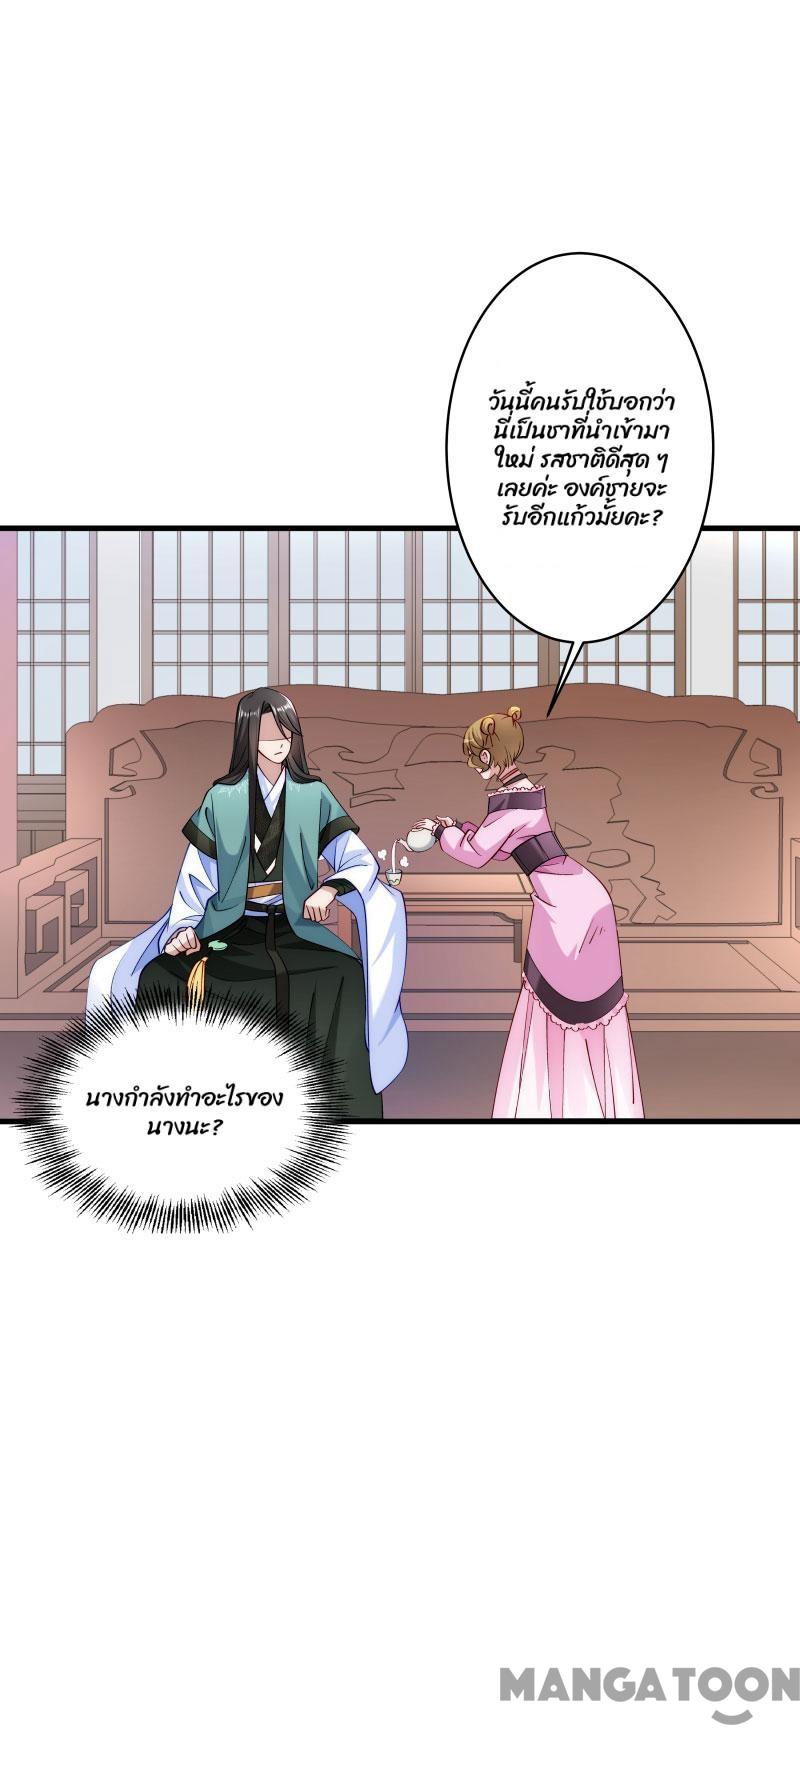 วันนี้คนรับใช้บอกว่า
นี่เป็นชาที่นำเข้ามา
ใหม่ รสชาติดีสุด ๆ
เลยค่ะ องค์ชายจะ
รับอีกแก้วมั้ยคะ?
นางกำลังทำอะไรของ
นางนะ?
MANGATOON